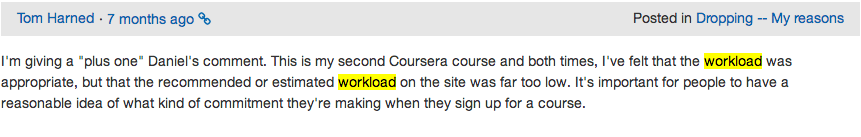 Tom Harned · 7 months ago Posted in Dropping -- My reasons
I'm giving a "plus one" Daniel's comment. This is my second Coursera course and both times, I've felt that the workload was
appropriate, but that the recommended or estimated workload on the site was far too low. It's important for people to have a
reasonable idea of what kind of commitment they're making when they sign up for a course.